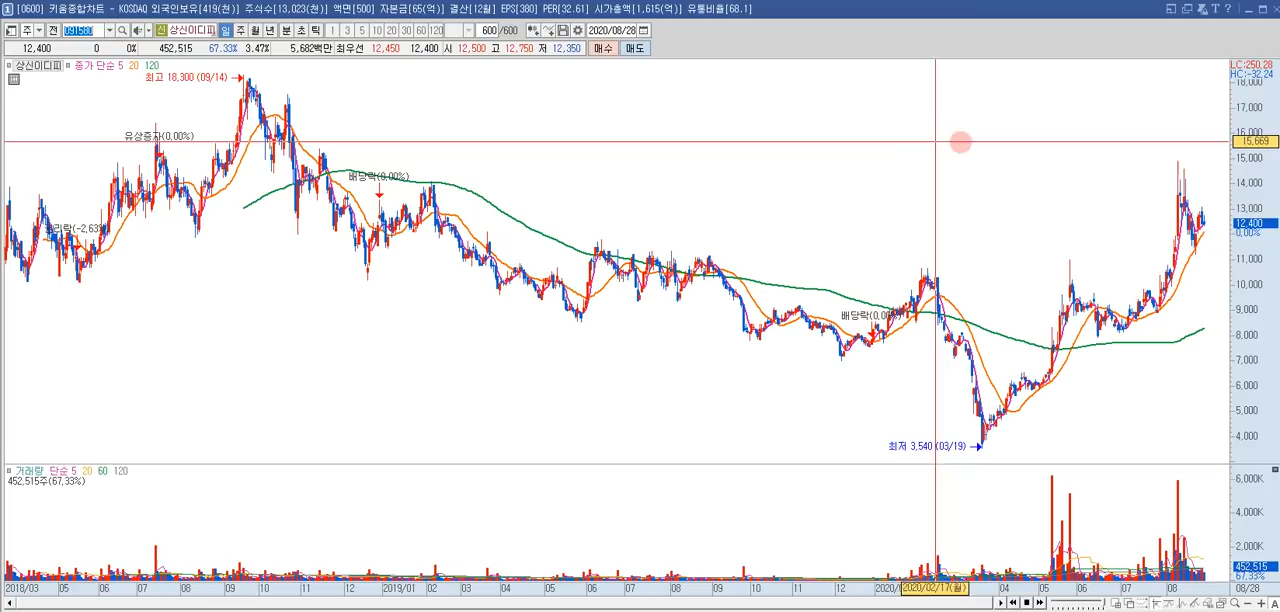 [0600] 키움종합차트 - KOSDAQ 외국인보유[419(천)] 주식수[13,023(천)] 액면[500] 자본금[65(억)] 결산[12월] EPS[380] PER[32.61] 시가총액[1,615(억)] 유통비율[68.1]
주 전 091580 신 상신이디피 일 주 월 년 분 초 틱 1 3 5 10 20 30 60 120 600 /600 2020/08/28
12,400 0 0% 452,515 67.33% 3.47% 5,682백만 최우선 12,450 12,400 시 12,500 고 12,750 저 12,350 매수 매도
상신이디피 종가 단순 5 20 120
최고 18,300 (09/14)
LC:250.28
HC:-32.24
18,000
17,000
유상증자(0,00%)
16,000
15,669
15,000
배당락(0,00%)
14,000
13,000
권리락(-2,63%)
12,400
0,00%
11,000
10,000
배당락(0,00%)
9,000
8,000
7,000
6,000
5,000
최저 3,540 (03/19)
4,000
거래량 단순 5 20 60 120
452,515주(67,33%)
6,000K
4,000K
2,000K
452,515
67,33%
2018/03 05 06 07 08 09 10 11 12 2019/01 02 03 04 05 06 07 08 09 10 11 12 2020/ 2020/02/17(월) 04 05 06 07 08 08/28